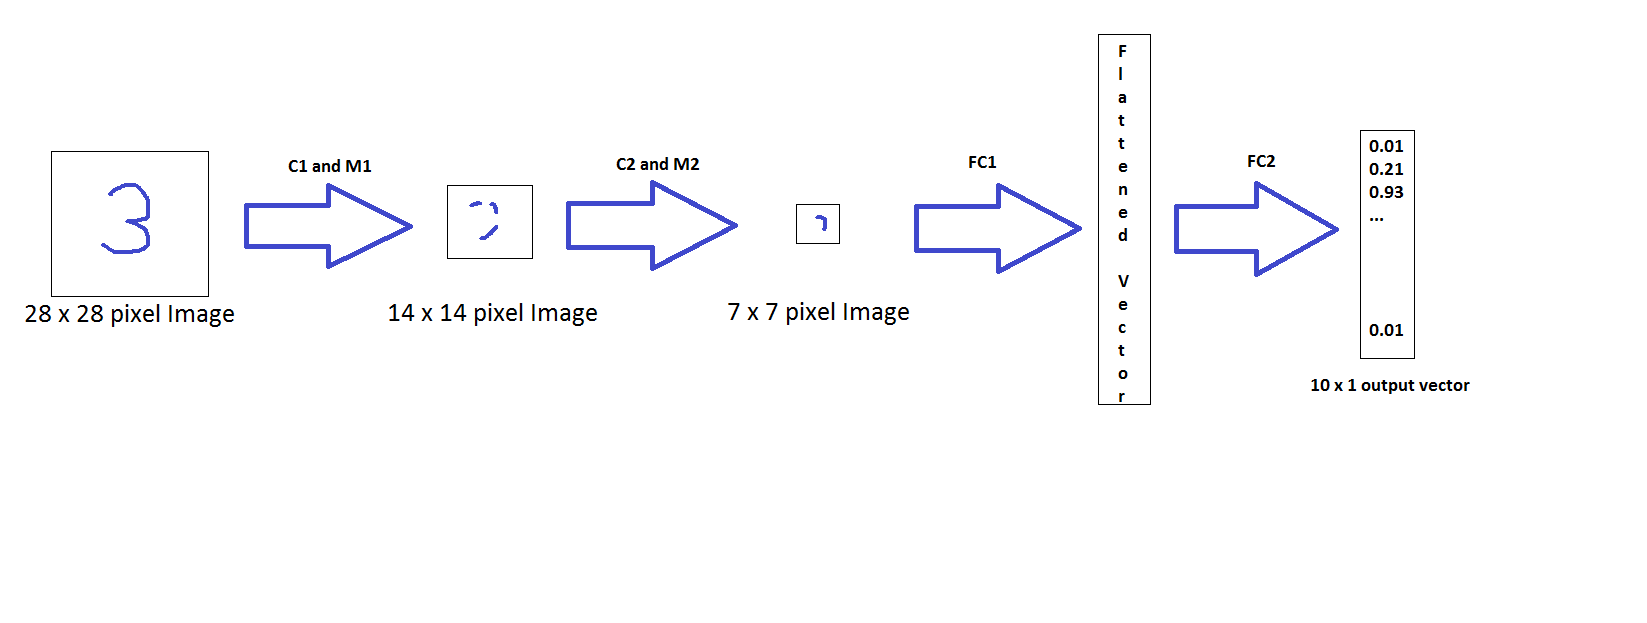 3
28 x 28 pixel Image
C1 and M1
14 x 14 pixel Image
C2 and M2
7 x 7 pixel Image
FC1
Flattened Vector
FC2
0.01
0.21
0.93
...
0.01
10 x 1 output vector